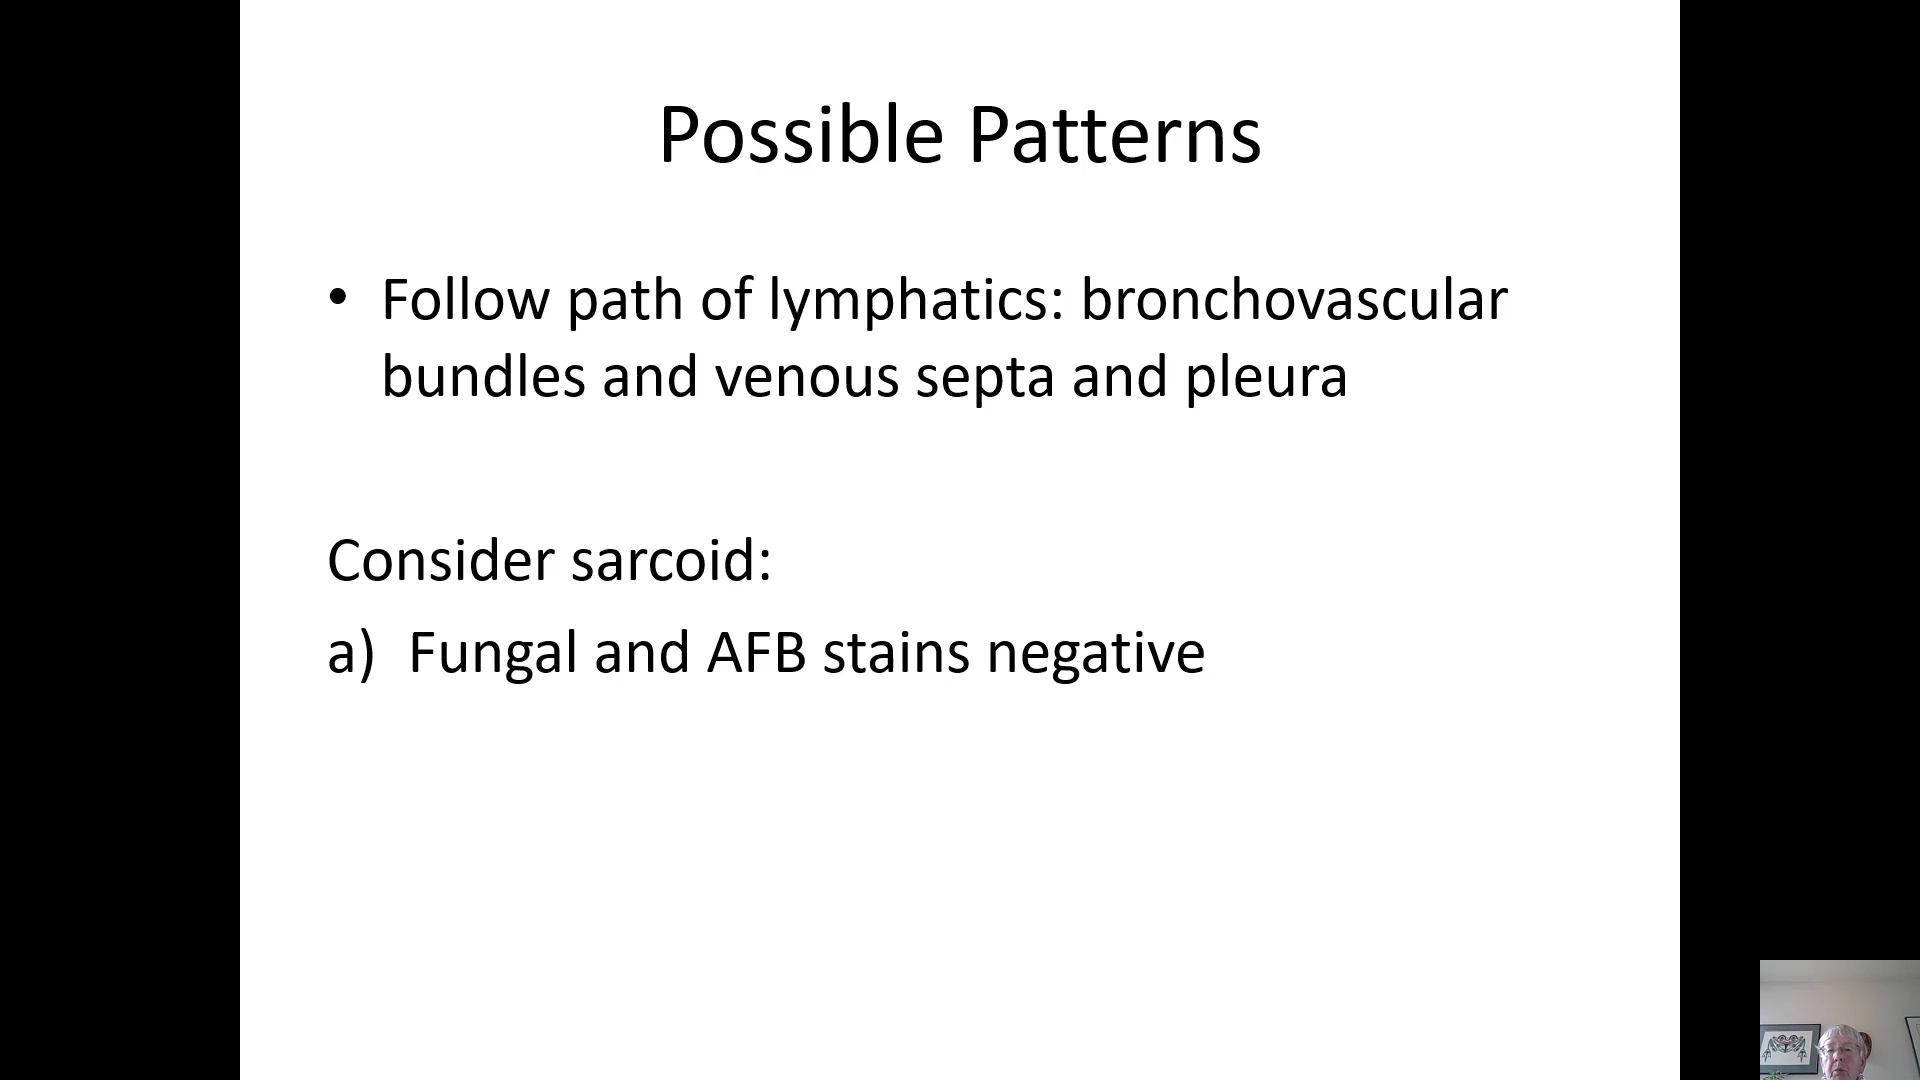 Possible Patterns
• Follow path of lymphatics: bronchovascular
bundles and venous septa and pleura
Consider sarcoid:
a) Fungal and AFB stains negative